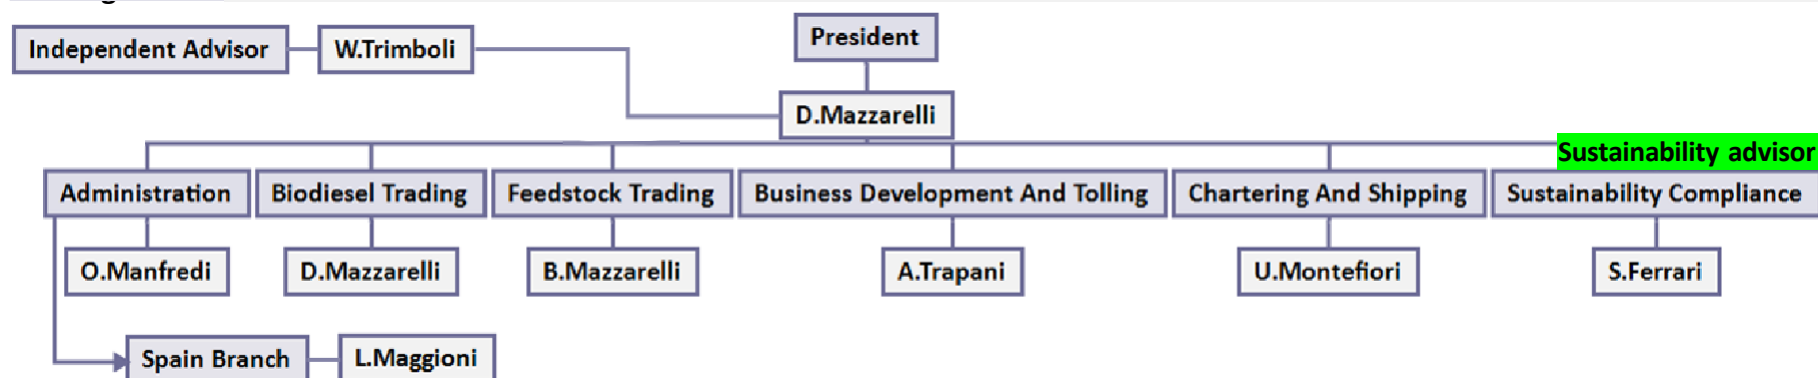 Independent Advisor
W.Trimboli
President
D.Mazzarelli
Sustainability advisor
Administration
Biodiesel Trading
Feedstock Trading
Business Development And Tolling
Chartering And Shipping
Sustainability Compliance
O.Manfredi
D.Mazzarelli
B.Mazzarelli
A.Trapani
U.Montefiori
S.Ferrari
Spain Branch
L.Maggioni